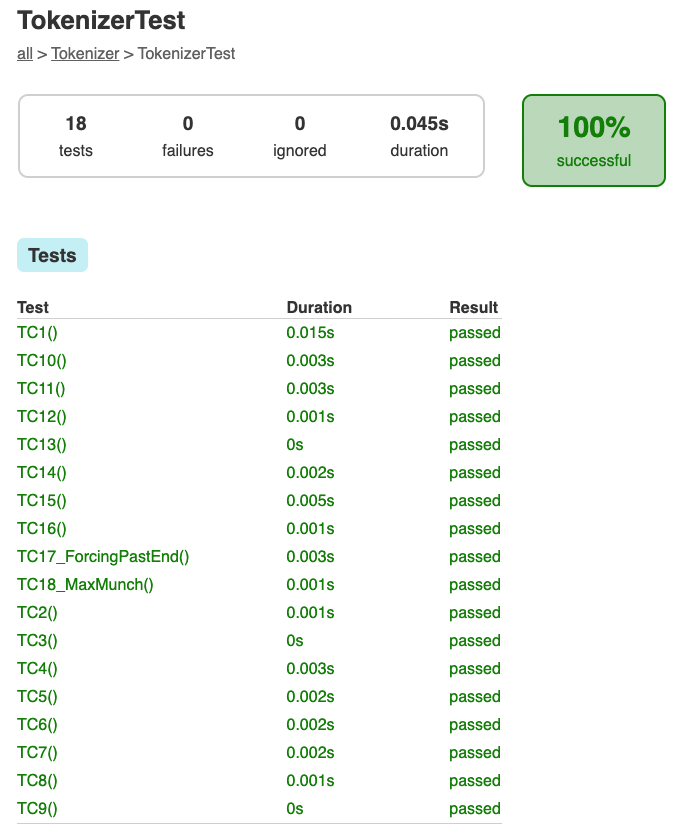 TokenizerTest
all > Tokenizer > TokenizerTest
18 0 0 0.045s
tests failures ignored duration
100%
successful
Tests
Test Duration Result
TC1() 0.015s passed
TC10() 0.003s passed
TC11() 0.003s passed
TC12() 0.001s passed
TC13() 0s passed
TC14() 0.002s passed
TC15() 0.005s passed
TC16() 0.001s passed
TC17_ForcingPastEnd() 0.003s passed
TC18_MaxMunch() 0.001s passed
TC2() 0.001s passed
TC3() 0s passed
TC4() 0.003s passed
TC5() 0.002s passed
TC6() 0.002s passed
TC7() 0.002s passed
TC8() 0.001s passed
TC9() 0s passed